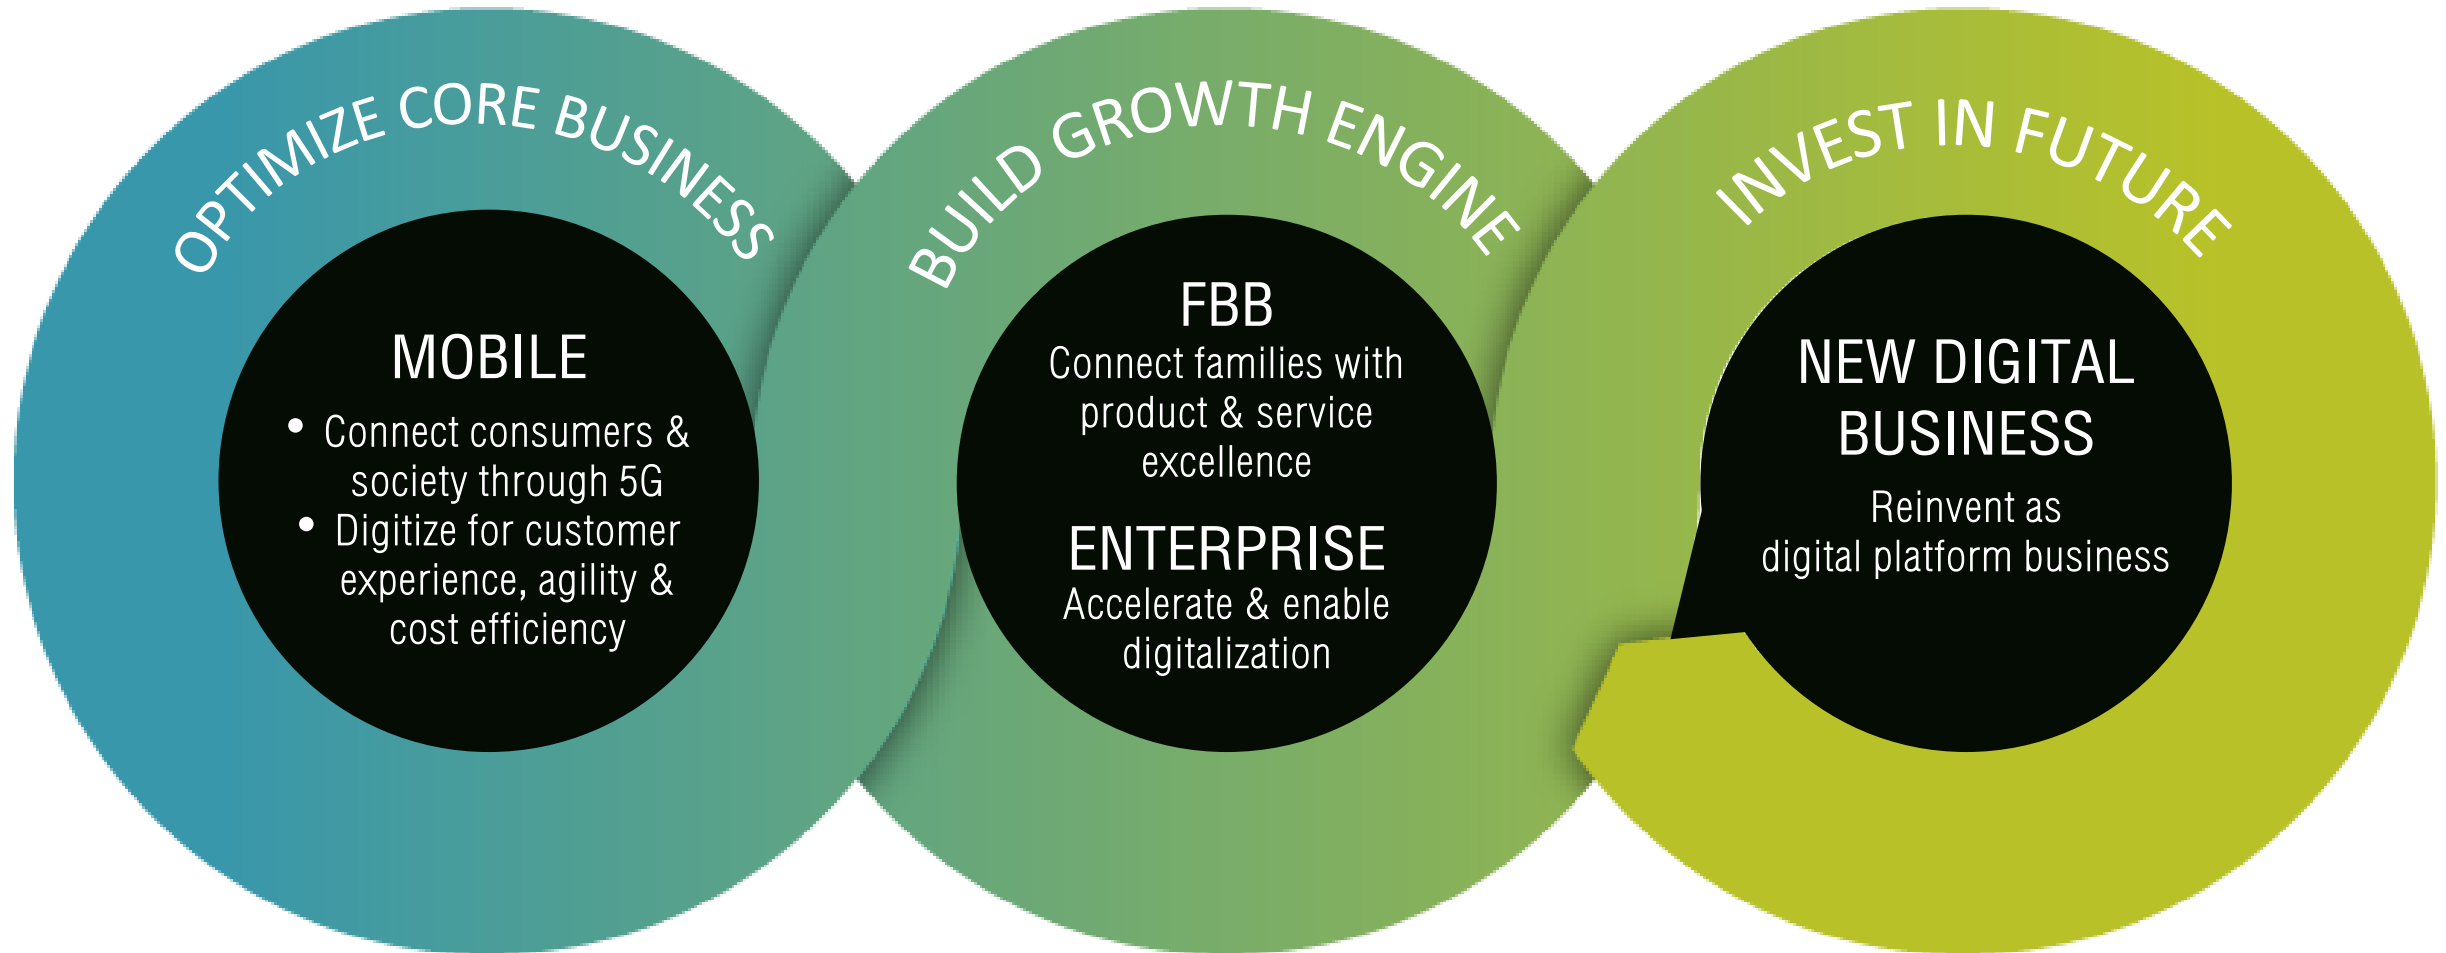 OPTIMIZE CORE BUSINESS
MOBILE
• Connect consumers &
society through 5G
• Digitize for customer
experience, agility &
cost efficiency
BUILD GROWTH ENGINE
FBB
Connect families with
product & service
excellence
ENTERPRISE
Accelerate & enable
digitalization
INVEST IN FUTURE
NEW DIGITAL
BUSINESS
Reinvent as
digital platform business